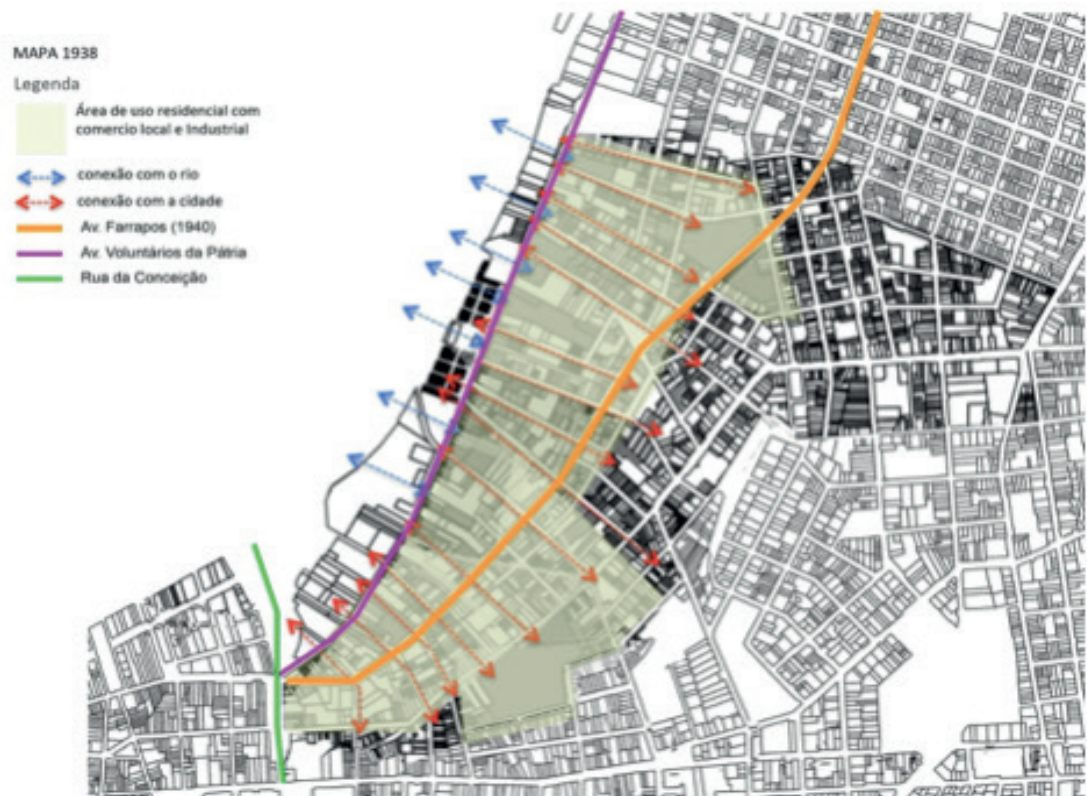 MAPA 1938
Legenda
Área de uso residencial com
comercio local e Industrial
conexão com o rio
conexão com a cidade
Av. Farrapos (1940)
Av. Voluntários da Pátria
Rua da Conceição